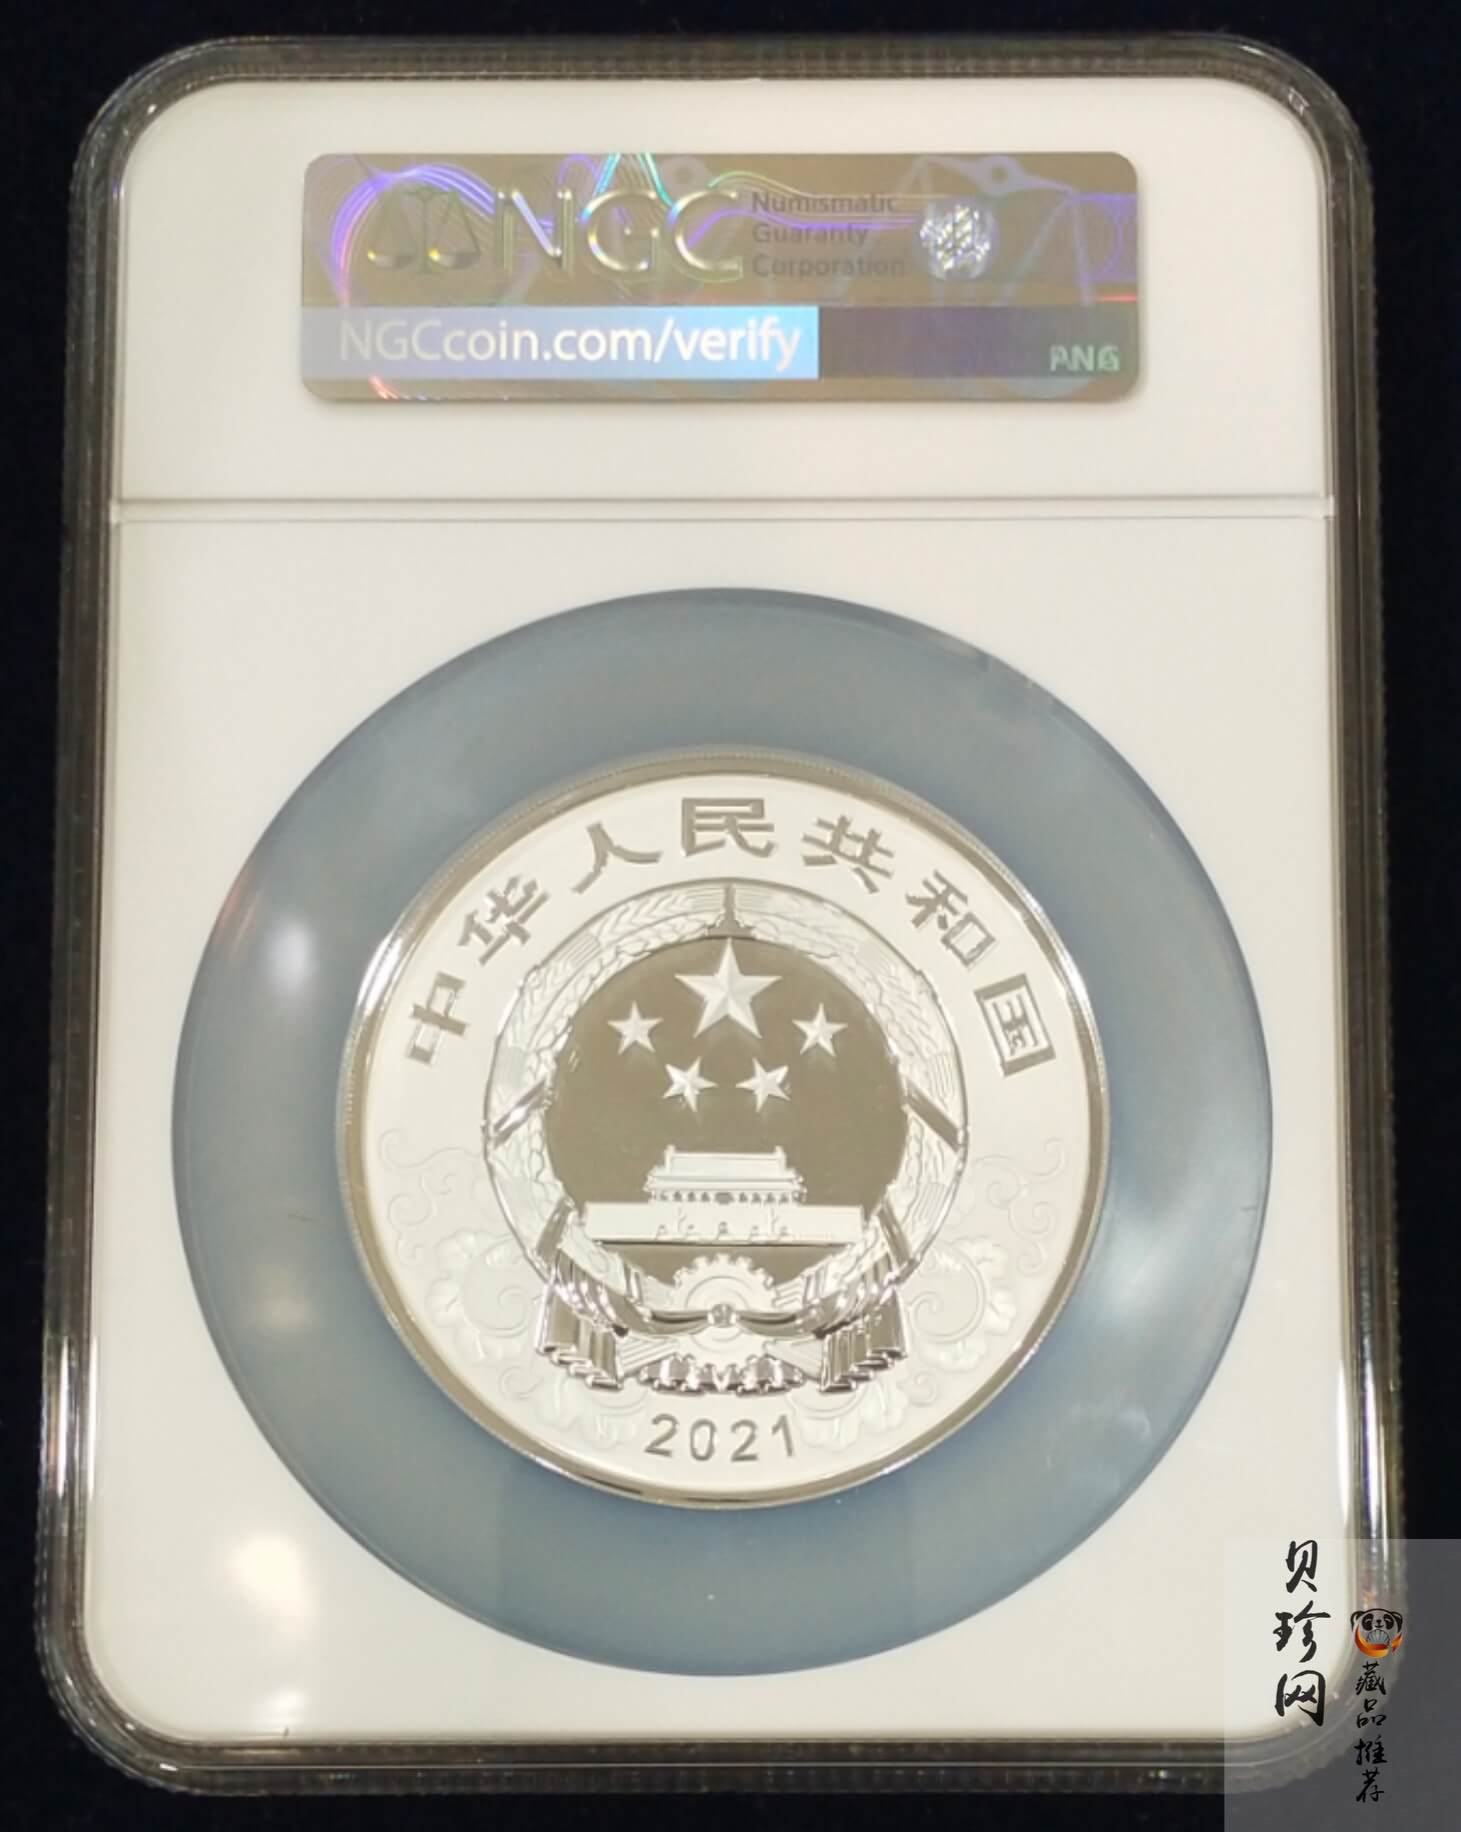 NGC
Numismatic
Guaranty
Corporation
NGCcoin.com/verify
中华人民共和国
2021
贝珍网
藏品推荐